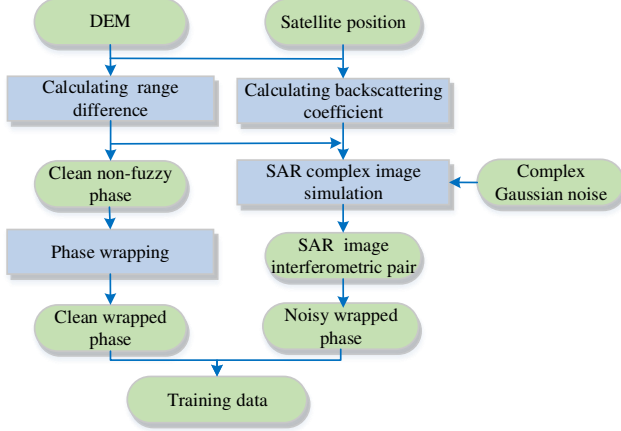 DEM
Satellite position
Calculating range
difference
Calculating backscattering
coefficient
Clean non-fuzzy
phase
SAR complex image
simulation
Complex
Gaussian noise
Phase wrapping
SAR image
interferometric pair
Clean wrapped
phase
Noisy wrapped
phase
Training data